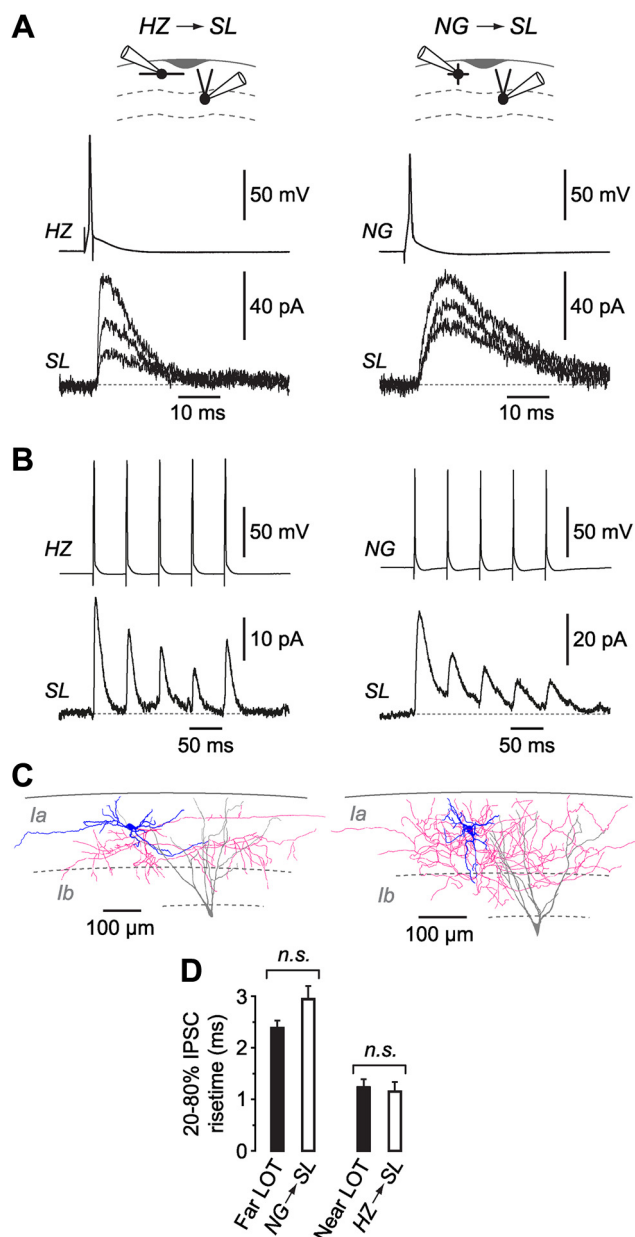 A
HZ → SL
NG → SL
50 mV
50 mV
HZ
NG
40 pA
40 pA
SL
SL
10 ms
10 ms
B
50 mV
50 mV
HZ
NG
10 pA
20 pA
SL
SL
50 ms
50 ms
C
Ia
Ia
Ib
Ib
100 µm
100 µm
D
n.s.
n.s.
20-80% IPSC
risetime (ms)
3
2
1
0
Far LOT
NG → SL
Near LOT
HZ → SL